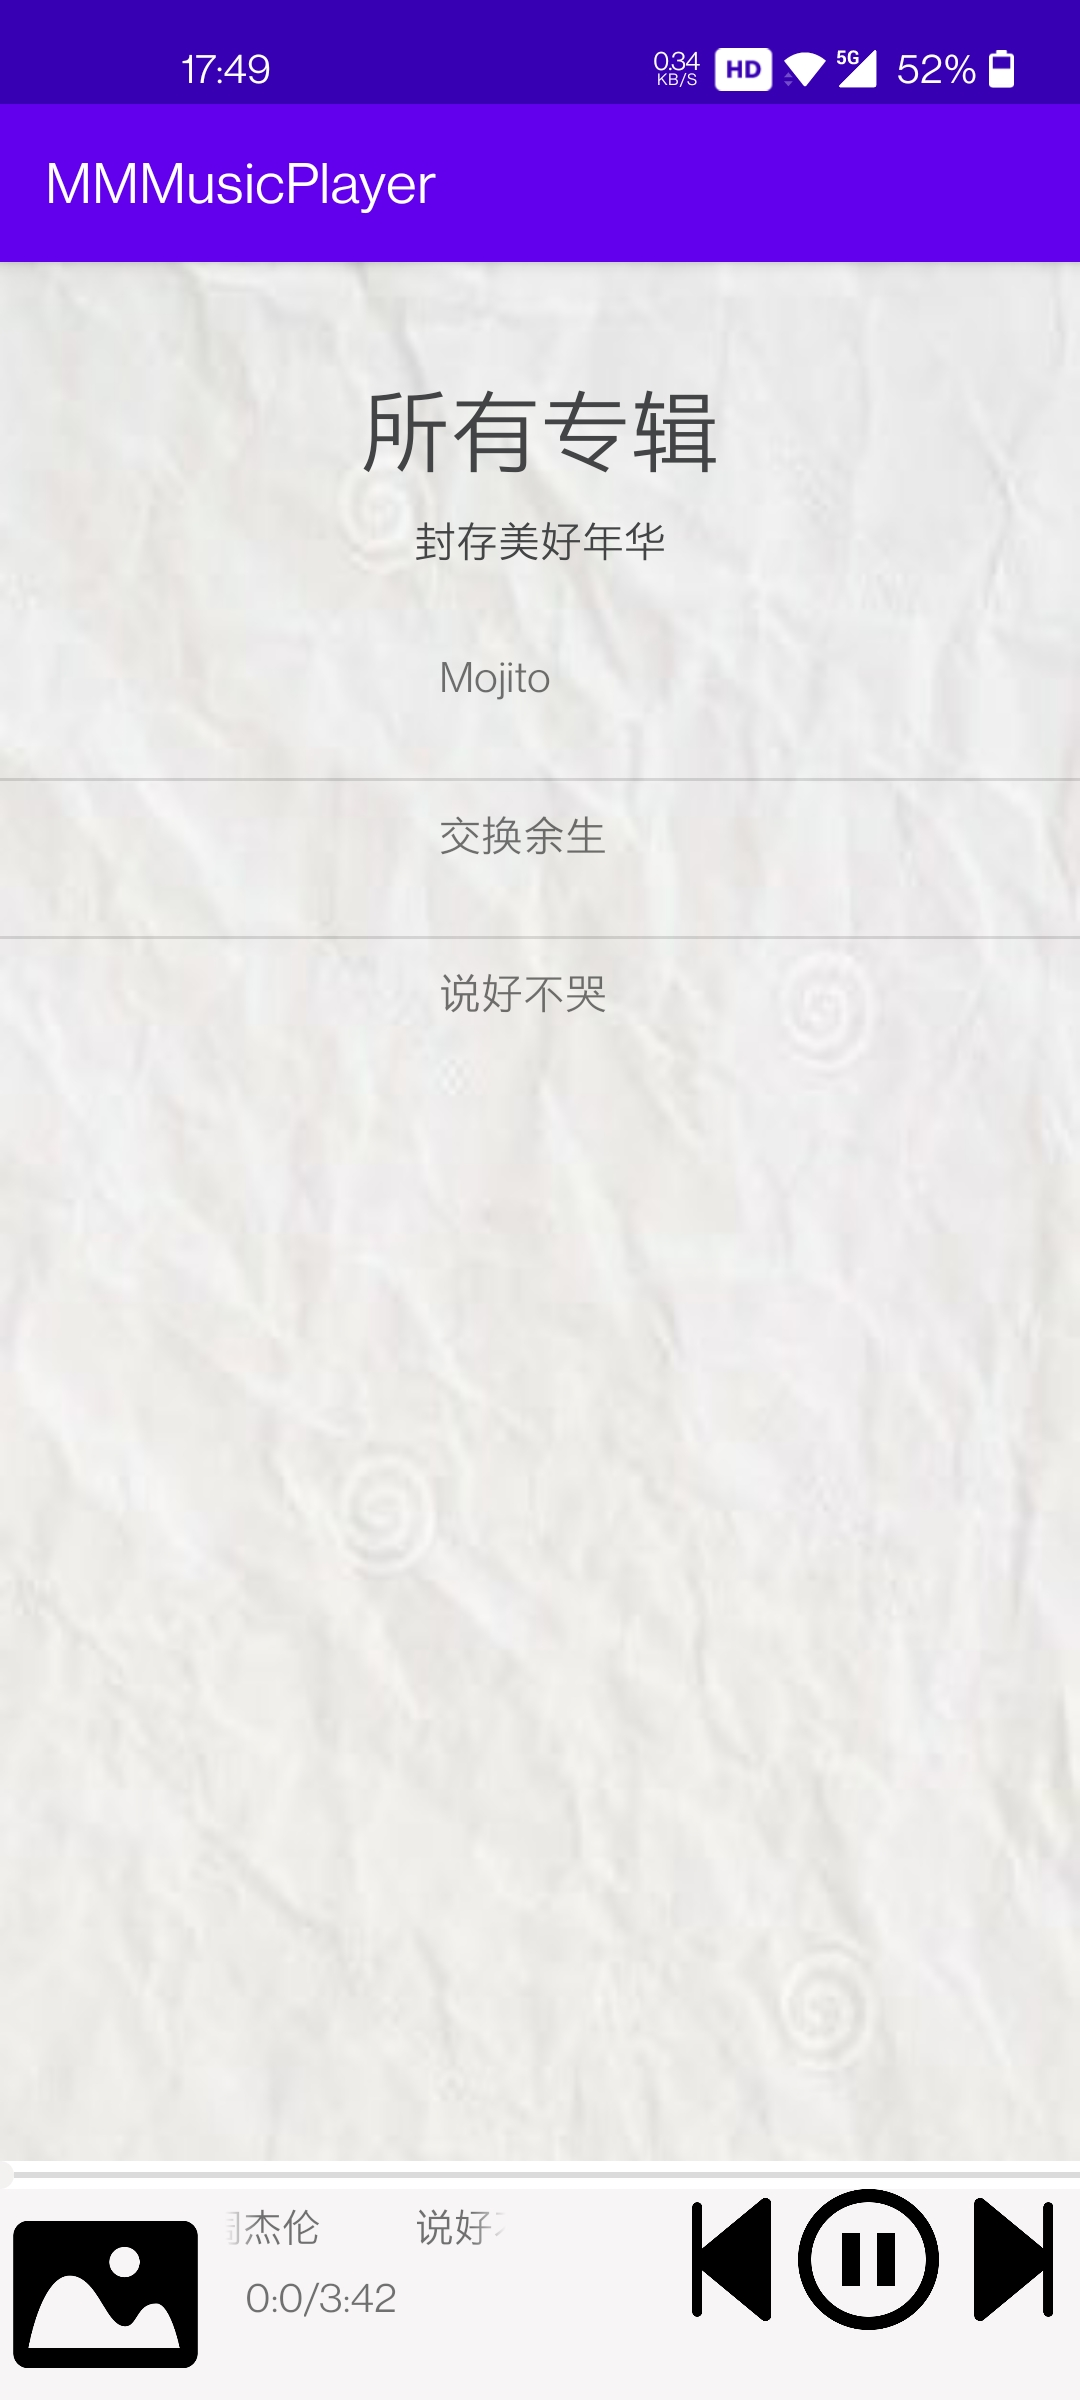 17:49
0.34
KB/S
HD
5G
52%
MMMusicPlayer
所有专辑
封存美好年华
Mojito
交换余生
说好不哭
杰伦 说好
0:0/3:42